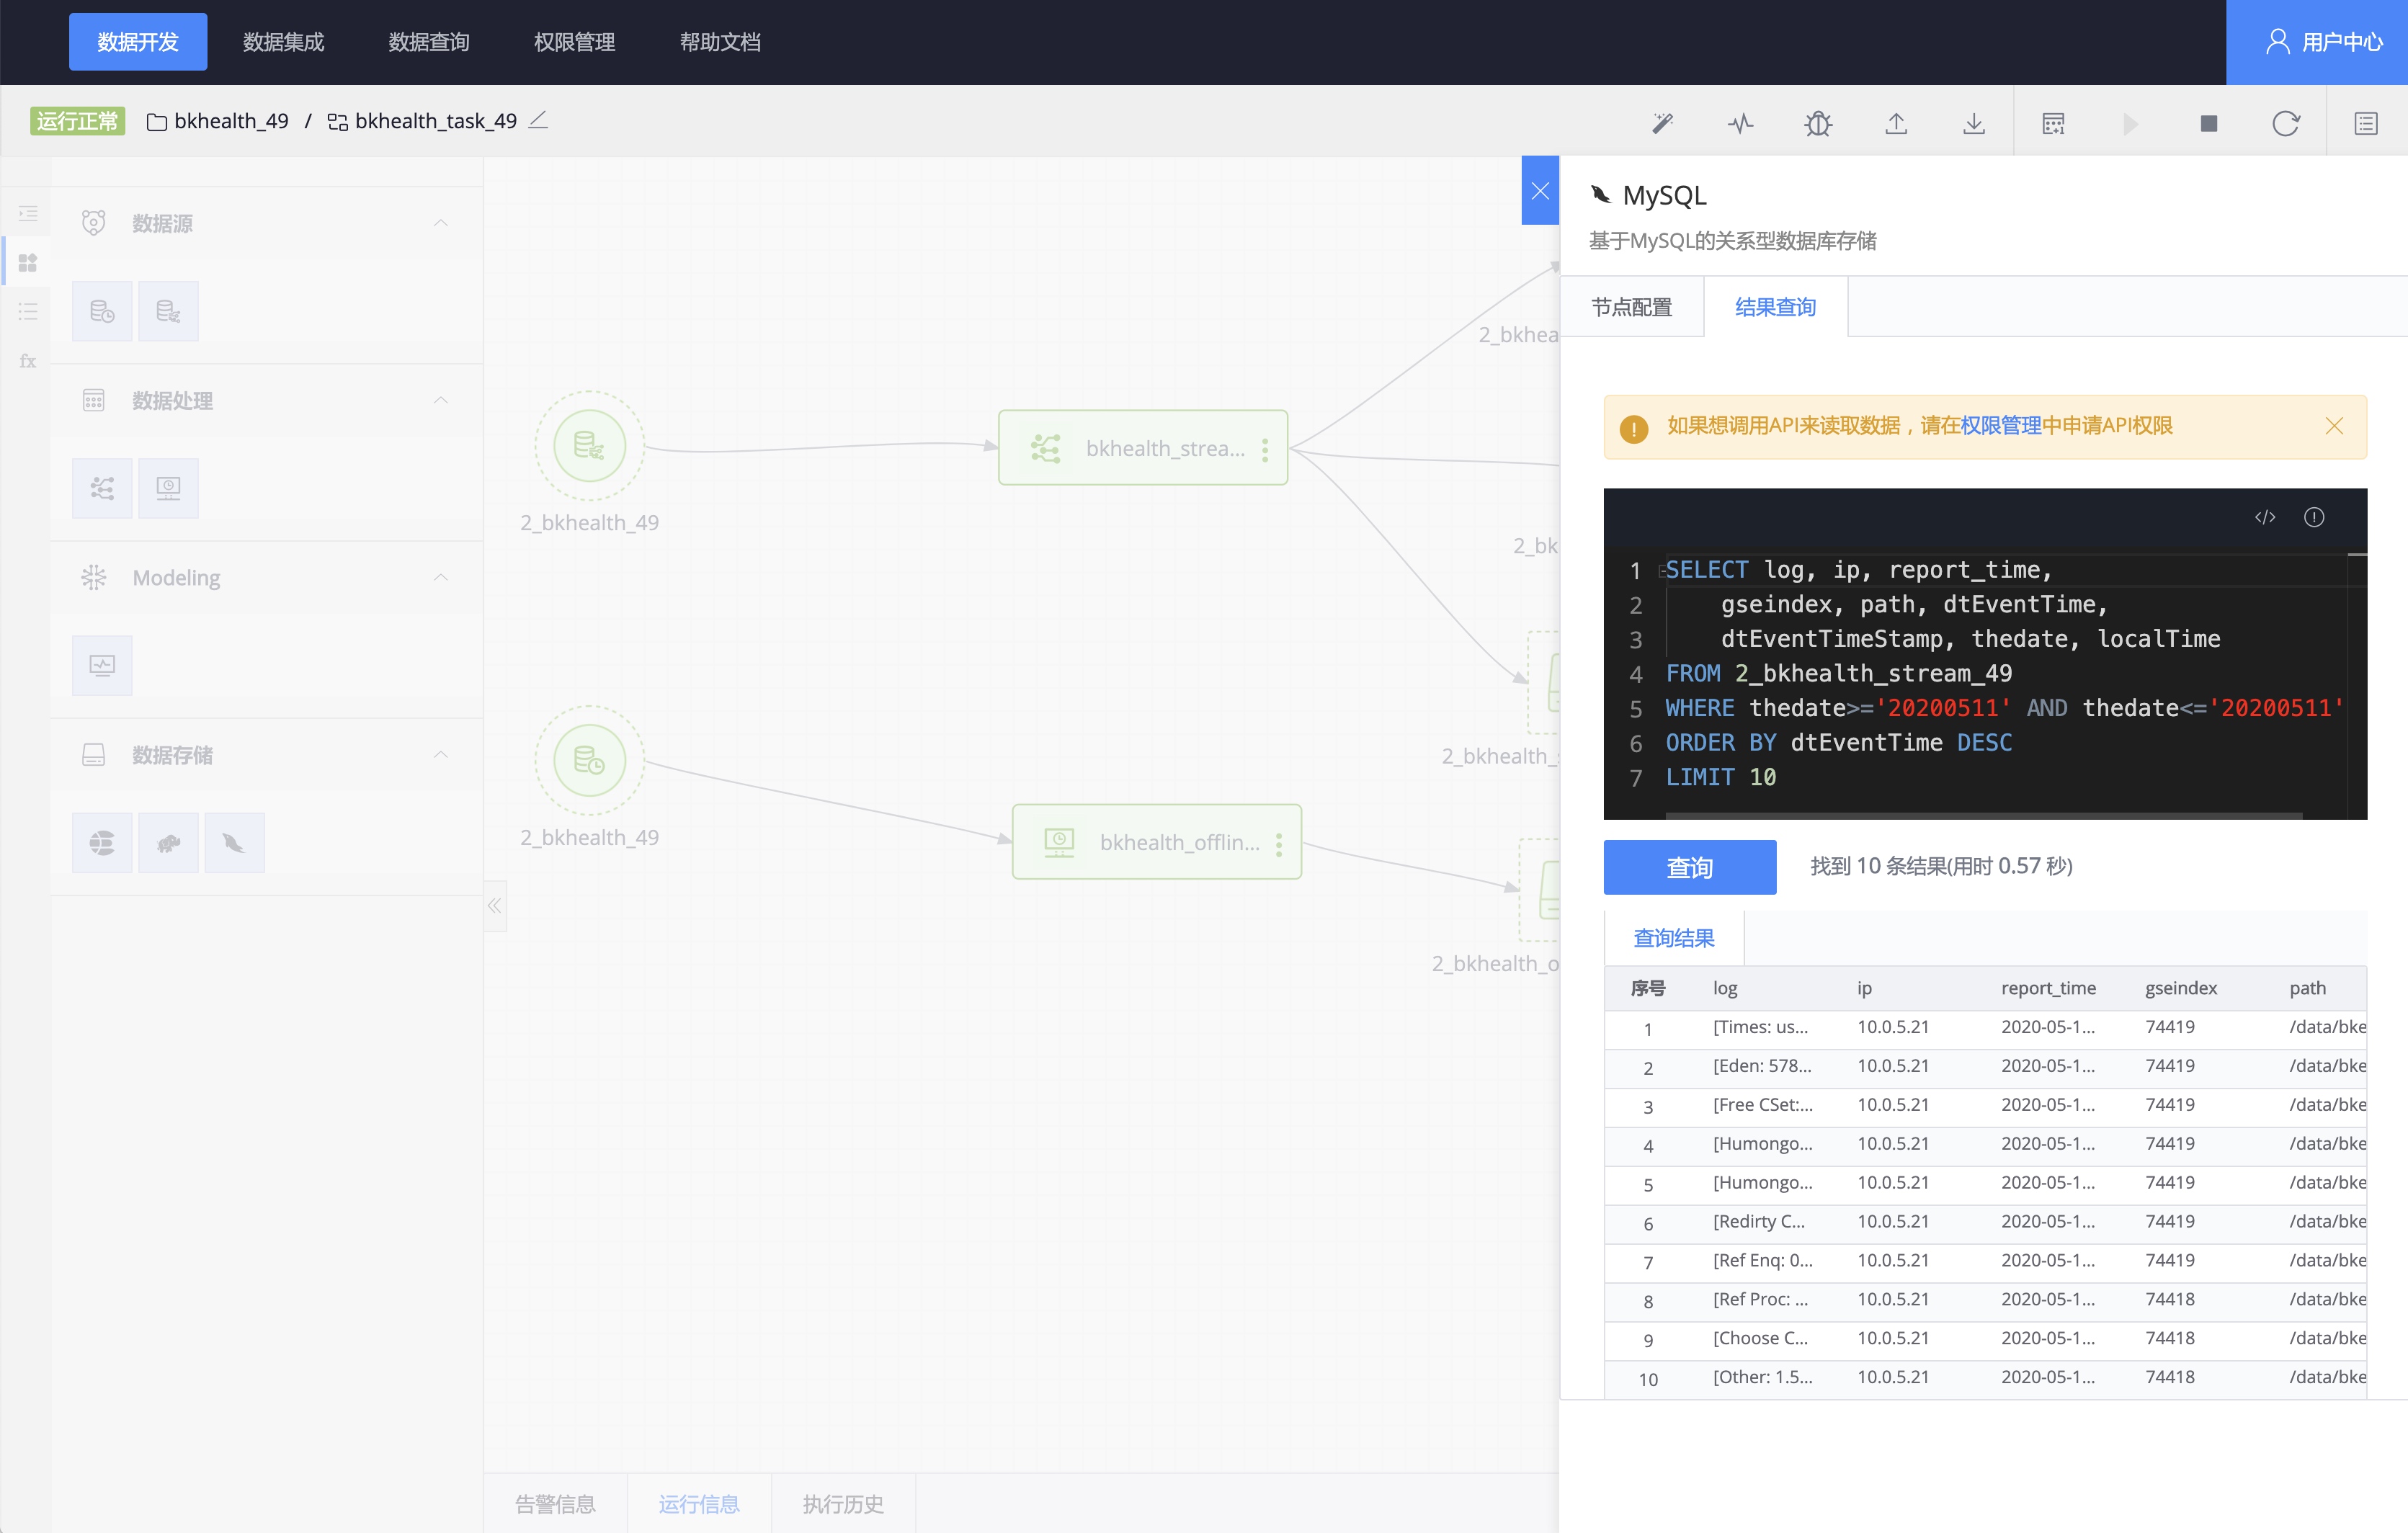 数据开发 数据集成 数据查询 权限管理 帮助文档 用户中心
运行正常 bkhealth_49 / bkhealth_task_49
数据源
数据处理
Modeling
数据存储
fx
2_bkhealth_49
bkhealth_strea...
2_bkhea
2_bk
2_bkhealth_49
bkhealth_offlin...
2_bkhealth_s
2_bkhealth_o
告警信息 运行信息 执行历史
MySQL
基于MySQL的关系型数据库存储
节点配置 结果查询
如果想调用API来读取数据，请在权限管理中申请API权限
1 SELECT log, ip, report_time,
2 gseindex, path, dtEventTime,
3 dtEventTimeStamp, thedate, localTime
4 FROM 2_bkhealth_stream_49
5 WHERE thedate>='20200511' AND thedate<='20200511'
6 ORDER BY dtEventTime DESC
7 LIMIT 10
查询 找到 10 条结果(用时 0.57 秒)
查询结果
序号 log ip report_time gseindex path
1 [Times: us... 10.0.5.21 2020-05-1... 74419 /data/bke
2 [Eden: 578... 10.0.5.21 2020-05-1... 74419 /data/bke
3 [Free CSet:... 10.0.5.21 2020-05-1... 74419 /data/bke
4 [Humongo... 10.0.5.21 2020-05-1... 74419 /data/bke
5 [Humongo... 10.0.5.21 2020-05-1... 74419 /data/bke
6 [Redirty C... 10.0.5.21 2020-05-1... 74419 /data/bke
7 [Ref Enq: 0... 10.0.5.21 2020-05-1... 74419 /data/bke
8 [Ref Proc: ... 10.0.5.21 2020-05-1... 74418 /data/bke
9 [Choose C... 10.0.5.21 2020-05-1... 74418 /data/bke
10 [Other: 1.5... 10.0.5.21 2020-05-1... 74418 /data/bke